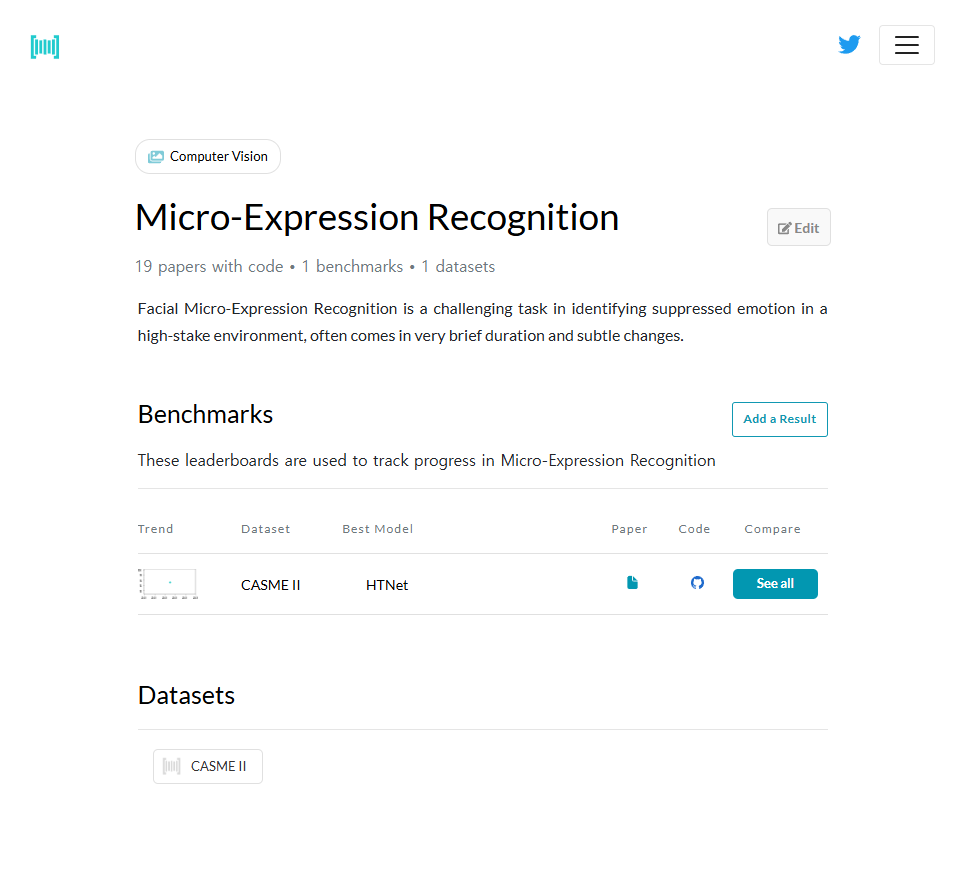 Computer Vision
Micro-Expression Recognition
Edit
19 papers with code • 1 benchmarks • 1 datasets
Facial Micro-Expression Recognition is a challenging task in identifying suppressed emotion in a
high-stake environment, often comes in very brief duration and subtle changes.
Benchmarks
Add a Result
These leaderboards are used to track progress in Micro-Expression Recognition
Trend Dataset Best Model Paper Code Compare
CASME II HTNet See all
Datasets
CASME II